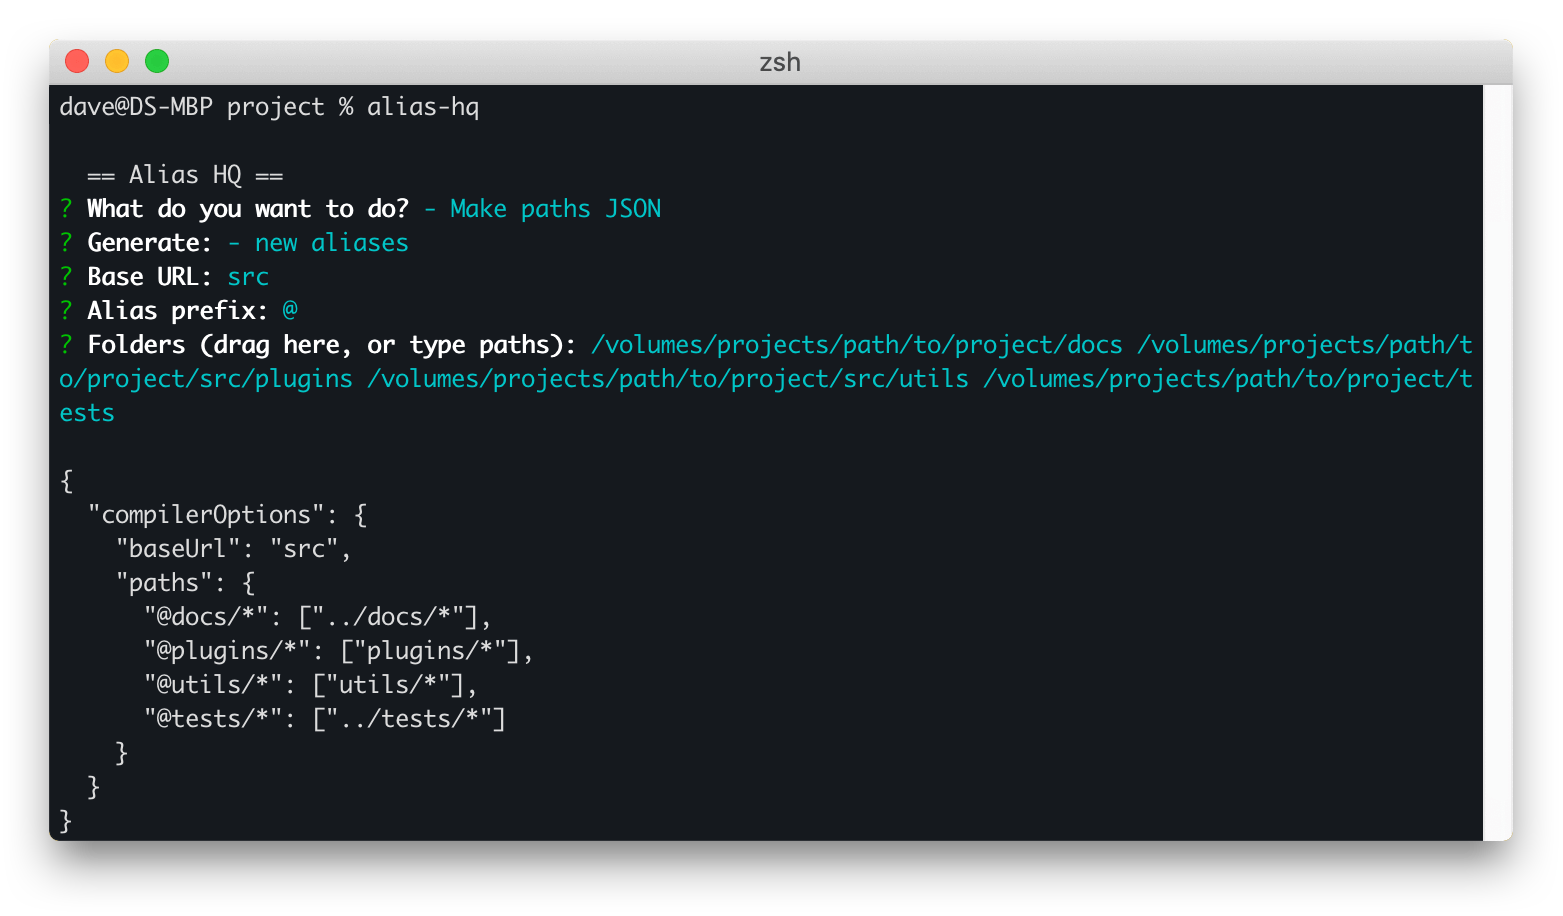 zsh
dave@DS-MBP project % alias-hq
== Alias HQ ==
? What do you want to do? - Make paths JSON
? Generate: - new aliases
? Base URL: src
? Alias prefix: @
? Folders (drag here, or type paths): /volumes/projects/path/to/project/docs /volumes/projects/path/t
o/project/src/plugins /volumes/projects/path/to/project/src/utils /volumes/projects/path/to/project/t
ests
{
  "compilerOptions": {
    "baseUrl": "src",
    "paths": {
      "@docs/*": ["../docs/*"],
      "@plugins/*": ["plugins/*"],
      "@utils/*": ["utils/*"],
      "@tests/*": ["../tests/*"]
    }
  }
}